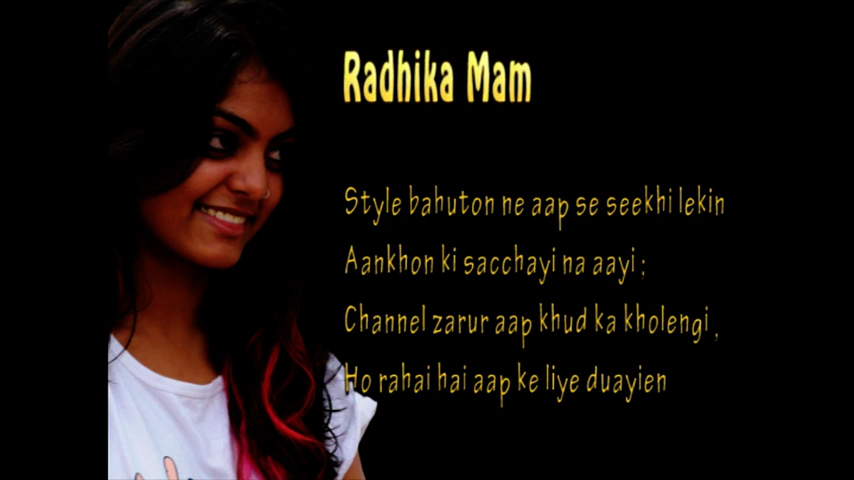 Radhika Mam
Style bahuton ne aap se seekhi lekin
Aankhon ki sacchayi na aayi ;
Channel zarur aap khud ka kholengi ,
Ho rahai hai aap ke liye duayien